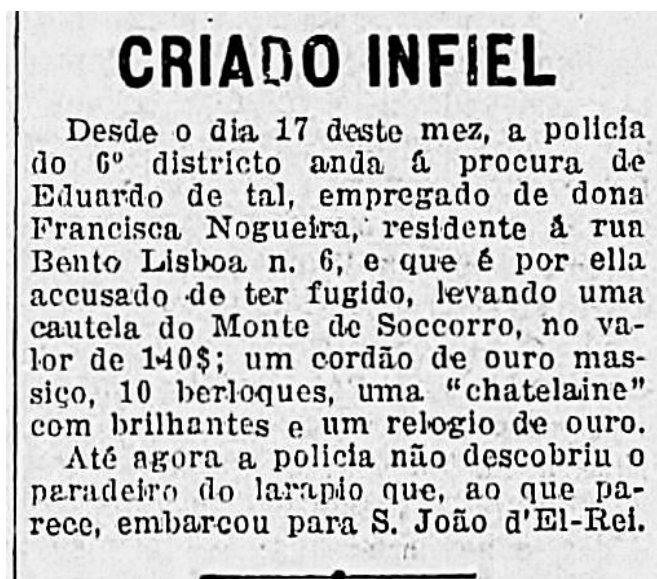 CRIADO INFIEL
Desde o dia 17 deste mez, a policia
do 6º districto anda á procura de
Eduardo de tal, empregado de dona
Francisca Nogueira, residente á rua
Bento Lisboa n. 6, e que é por ella
accusado de ter fugido, levando uma
cautela do Monte de Soccorro, no va-
lor de 140$; um cordão de ouro mas-
siço, 10 berloques, uma “chatelaine”
com brilhantes e um relogio de ouro.
Até agora a policia não descobriu o
paradeiro do larapio que, ao que pa-
rece, embarcou para S. João d'El-Rei.